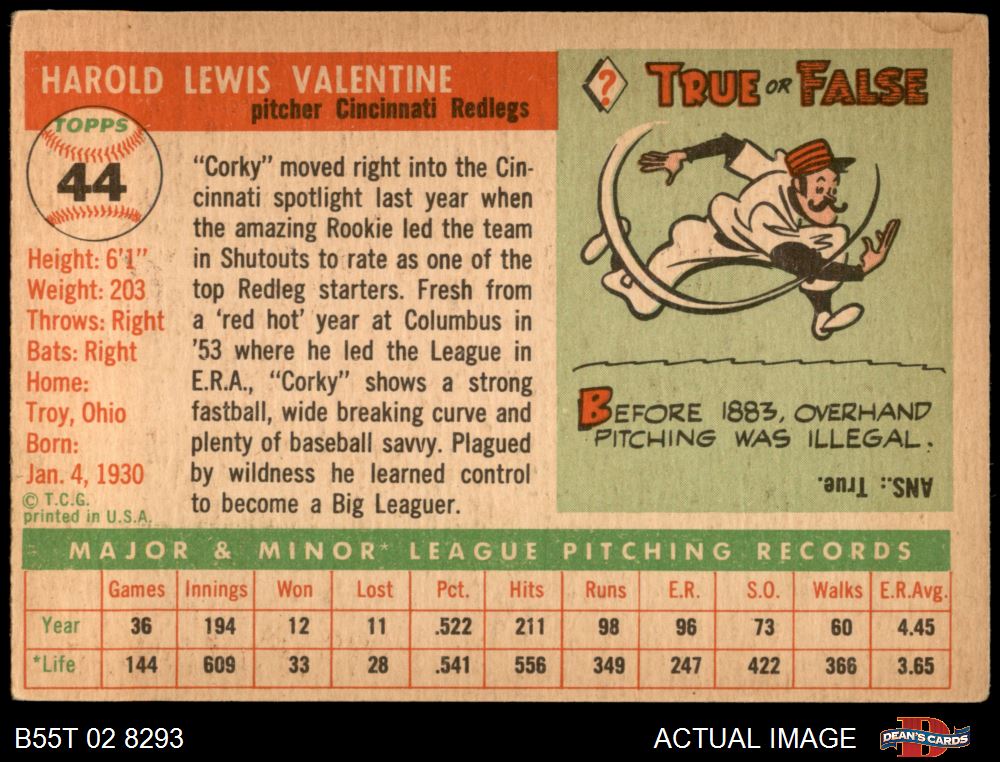 HAROLD LEWIS VALENTINE
pitcher Cincinnati Redlegs
TOPPS
44
Height: 6'1"
Weight: 203
Throws: Right
Bats: Right
Home:
Troy, Ohio
Born:
Jan. 4, 1930
© T.C.G.
printed in U.S.A.
"Corky" moved right into the Cin-
cinnati spotlight last year when
the amazing Rookie led the team
in Shutouts to rate as one of the
top Redleg starters. Fresh from
a 'red hot' year at Columbus in
'53 where he led the League in
E.R.A., "Corky" shows a strong
fastball, wide breaking curve and
plenty of baseball savvy. Plagued
by wildness he learned control
to become a Big Leaguer.
? TRUE OR FALSE
BEFORE 1883, OVERHAND
PITCHING WAS ILLEGAL.
ANS.: True.
MAJOR & MINOR* LEAGUE PITCHING RECORDS
Games Innings Won Lost Pct. Hits Runs E.R. S.O. Walks E.R.Avg.
Year 36 194 12 11 .522 211 98 96 73 60 4.45
*Life 144 609 33 28 .541 556 349 247 422 366 3.65
B55T 02 8293
ACTUAL IMAGE
D
DEAN'S CARDS